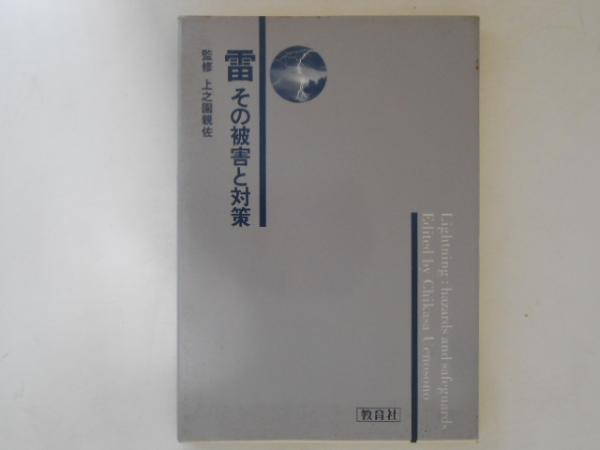 雷 その被害と対策
監修 上之園親佐
Lightning : hazards and safeguards
Edited by Chikasa Uenosono
教育社